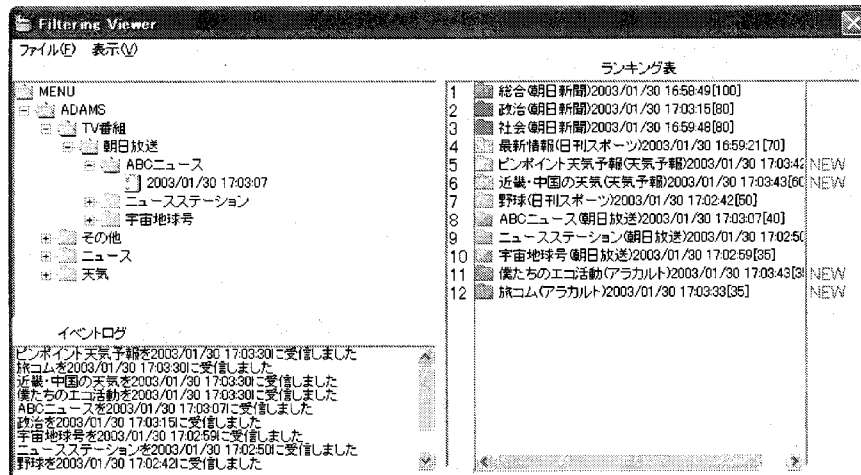 Filtering Viewer
ファイル(F) 表示(V)
MENU
ADAMS
TV番組
朝日放送
ABCニュース
2003/01/30 17:03:07
ニュースステーション
宇宙地球号
その他
ニュース
天気
イベントログ
ピンポイント天気予報を2003/01/30 17:03:30に受信しました
旅コムを2003/01/30 17:03:30に受信しました
近畿・中国の天気を2003/01/30 17:03:30に受信しました
僕たちのエコ活動を2003/01/30 17:03:30に受信しました
ABCニュースを2003/01/30 17:03:07に受信しました
政治を2003/01/30 17:03:15に受信しました
宇宙地球号を2003/01/30 17:02:59に受信しました
ニュースステーションを2003/01/30 17:02:50に受信しました
野球を2003/01/30 17:02:42に受信しました
ランキング表
1 総合(朝日新聞)2003/01/30 16:58:49[100]
2 政治(朝日新聞)2003/01/30 17:03:15[80]
3 社会(朝日新聞)2003/01/30 16:59:48[80]
4 最新情報(日刊スポーツ)2003/01/30 16:59:21[70]
5 ピンポイント天気予報(天気予報)2003/01/30 17:03:42 NEW
6 近畿・中国の天気(天気予報)2003/01/30 17:03:43[60 NEW
7 野球(日刊スポーツ)2003/01/30 17:02:42[50]
8 ABCニュース(朝日放送)2003/01/30 17:03:07[40]
9 ニュースステーション(朝日放送)2003/01/30 17:02:50
10 宇宙地球号(朝日放送)2003/01/30 17:02:59[35]
11 僕たちのエコ活動(アラカルト)2003/01/30 17:03:43[3 NEW
12 旅コム(アラカルト)2003/01/30 17:03:33[35] NEW